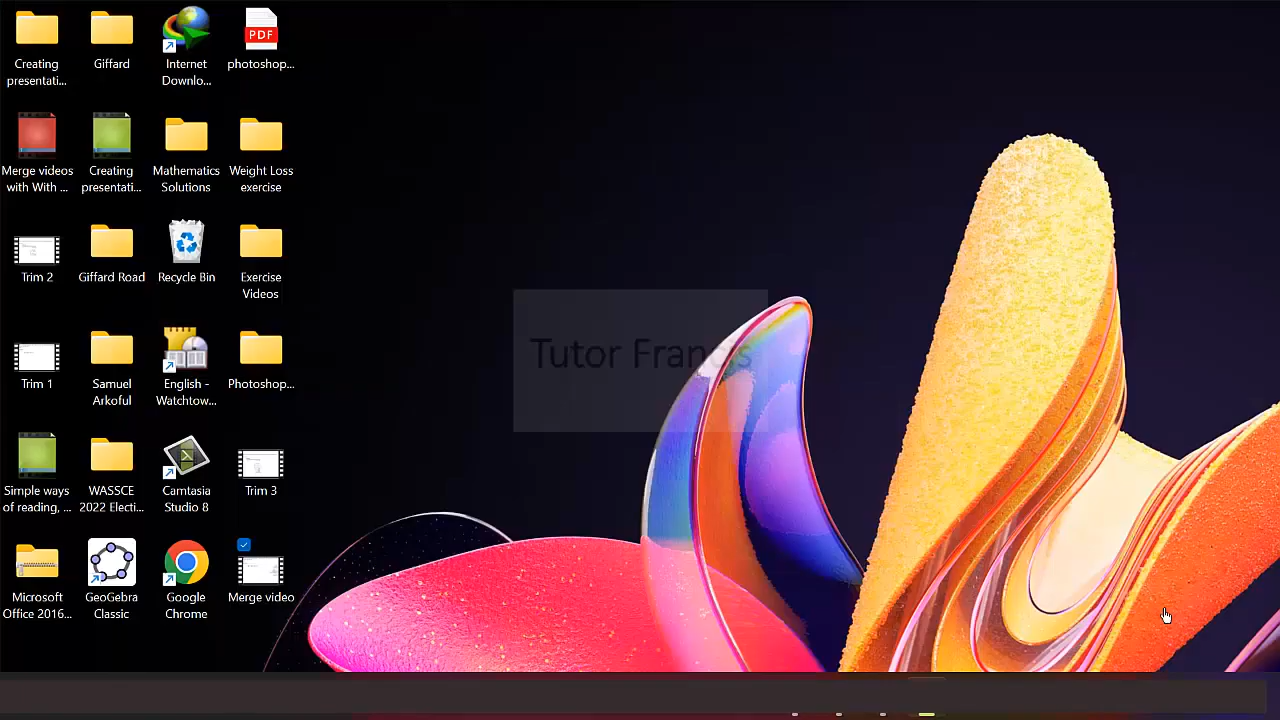 Creating
presentati...
Giffard
Internet
Downlo...
PDF
photoshop...
Merge videos
with With ...
Creating
presentati...
Mathematics
Solutions
Weight Loss
exercise
Trim 2
Giffard Road
Recycle Bin
Exercise
Videos
Tutor Francis
Trim 1
Samuel
Arkoful
English -
Watchtow...
Photoshop...
Simple ways
of reading, ...
WASSCE
2022 Electi...
Camtasia
Studio 8
Trim 3
Microsoft
Office 2016...
GeoGebra
Classic
Google
Chrome
Merge video